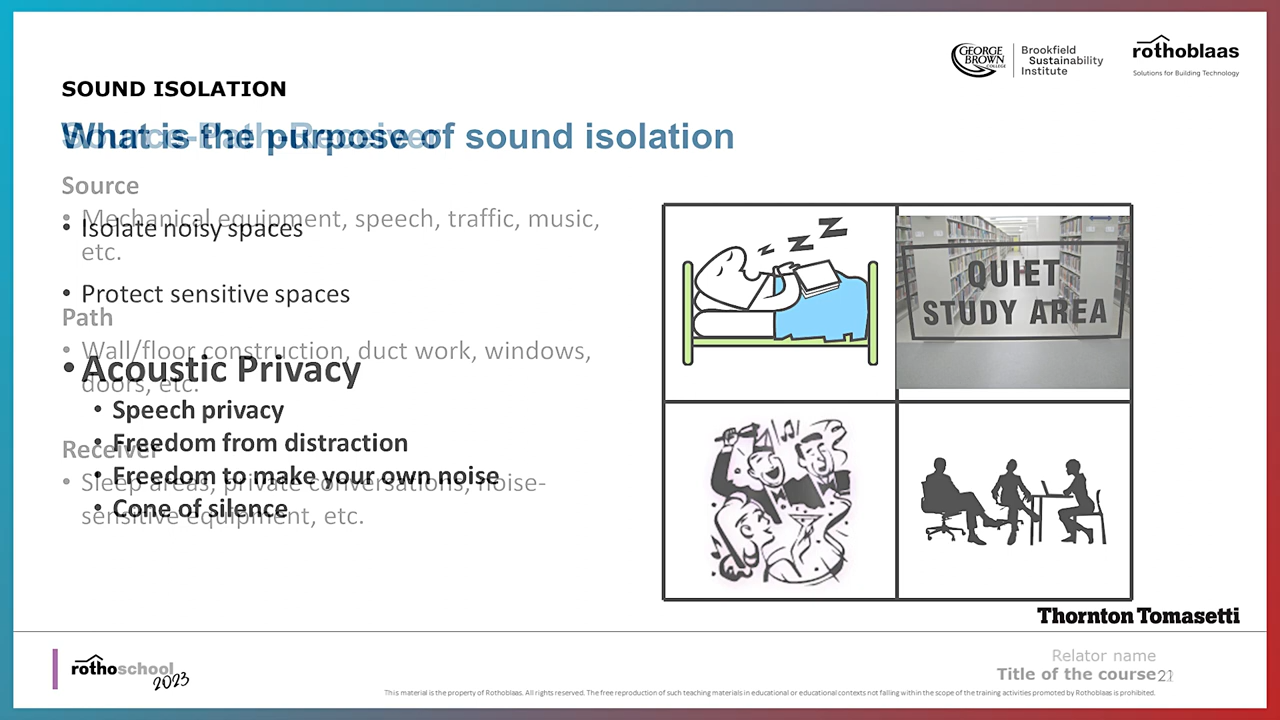 GEORGE BROWN COLLEGE
Brookfield Sustainability Institute
rothoblaas
Solutions for Building Technology
SOUND ISOLATION
What is the purpose of sound isolation
Source-Path-Receiver
Source
• Mechanical equipment, speech, traffic, music,
etc.
• Isolate noisy spaces
• Protect sensitive spaces
Path
• Wall/floor construction, duct work, windows,
doors, etc.
• Acoustic Privacy
• Speech privacy
• Freedom from distraction
Receiver
• Freedom to make your own noise
• Sleep areas, private conversations, noise-
sensitive equipment, etc.
• Cone of silence
z z z
QUIET
STUDY AREA
Thornton Tomasetti
rothoschool
2023
Relator name
Title of the course
This material is the property of Rothoblaas. All rights reserved. The free reproduction of such teaching materials in educational or educational contexts not falling within the scope of the training activities promoted by Rothoblaas is prohibited.